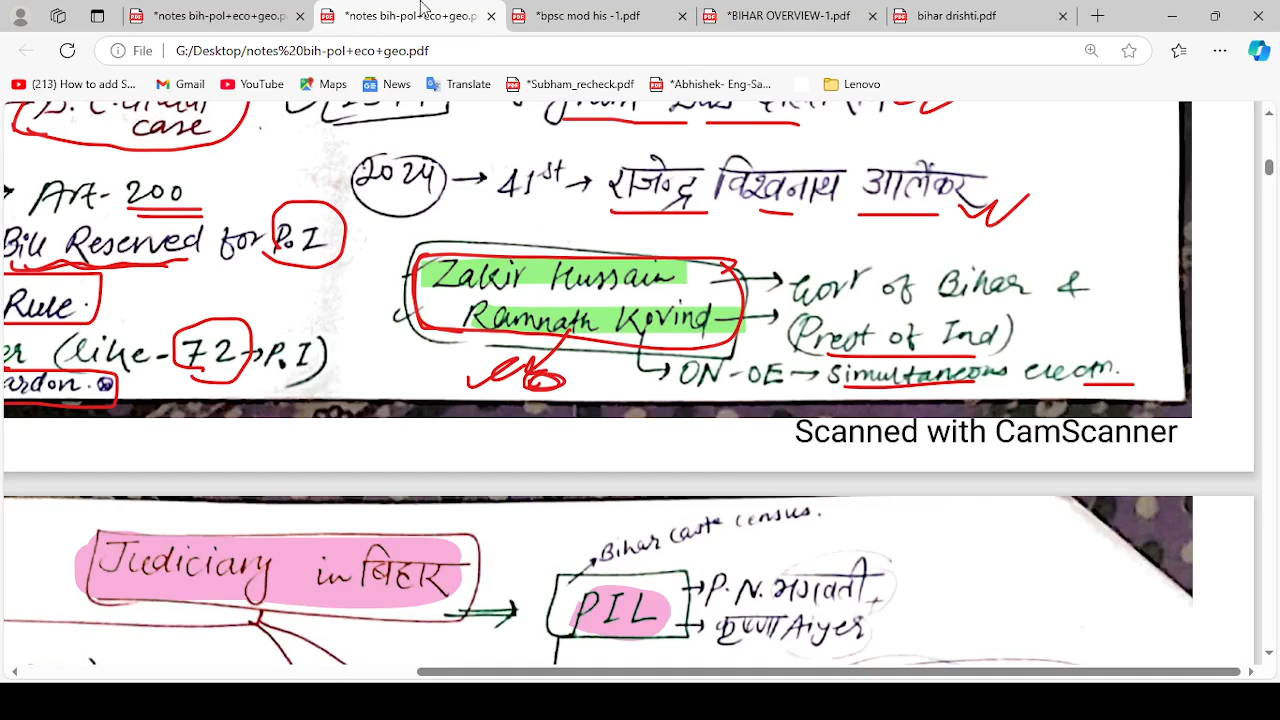 *notes bih-pol+eco+geo.p
*notes bih-pol+eco+geo.p
*bpsc mod his -1.pdf
*BIHAR OVERVIEW-1.pdf
bihar drishti.pdf
File G:/Desktop/notes%20bih-pol+eco+geo.pdf
(213) How to add S...
Gmail
YouTube
Maps
News
Translate
*Subham_recheck.pdf
*Abhishek- Eng-Sa...
Lenovo
case
2024 → 41st → राजेन्द्र विश्वनाथ आर्लेकर
Art- 200
Bill Reserved for P.I
Rule.
(like - 72 → P.I)
Zakir Hussain → Govr of Bihar &
Ramnath Kovind → (Prest of Ind)
→ ON-OE → Simultaneous electn.
Scanned with CamScanner
Judiciary in बिहार
Bihar caste census.
PIL
→ P.N. भगवती
→ कृष्णा Aiyer